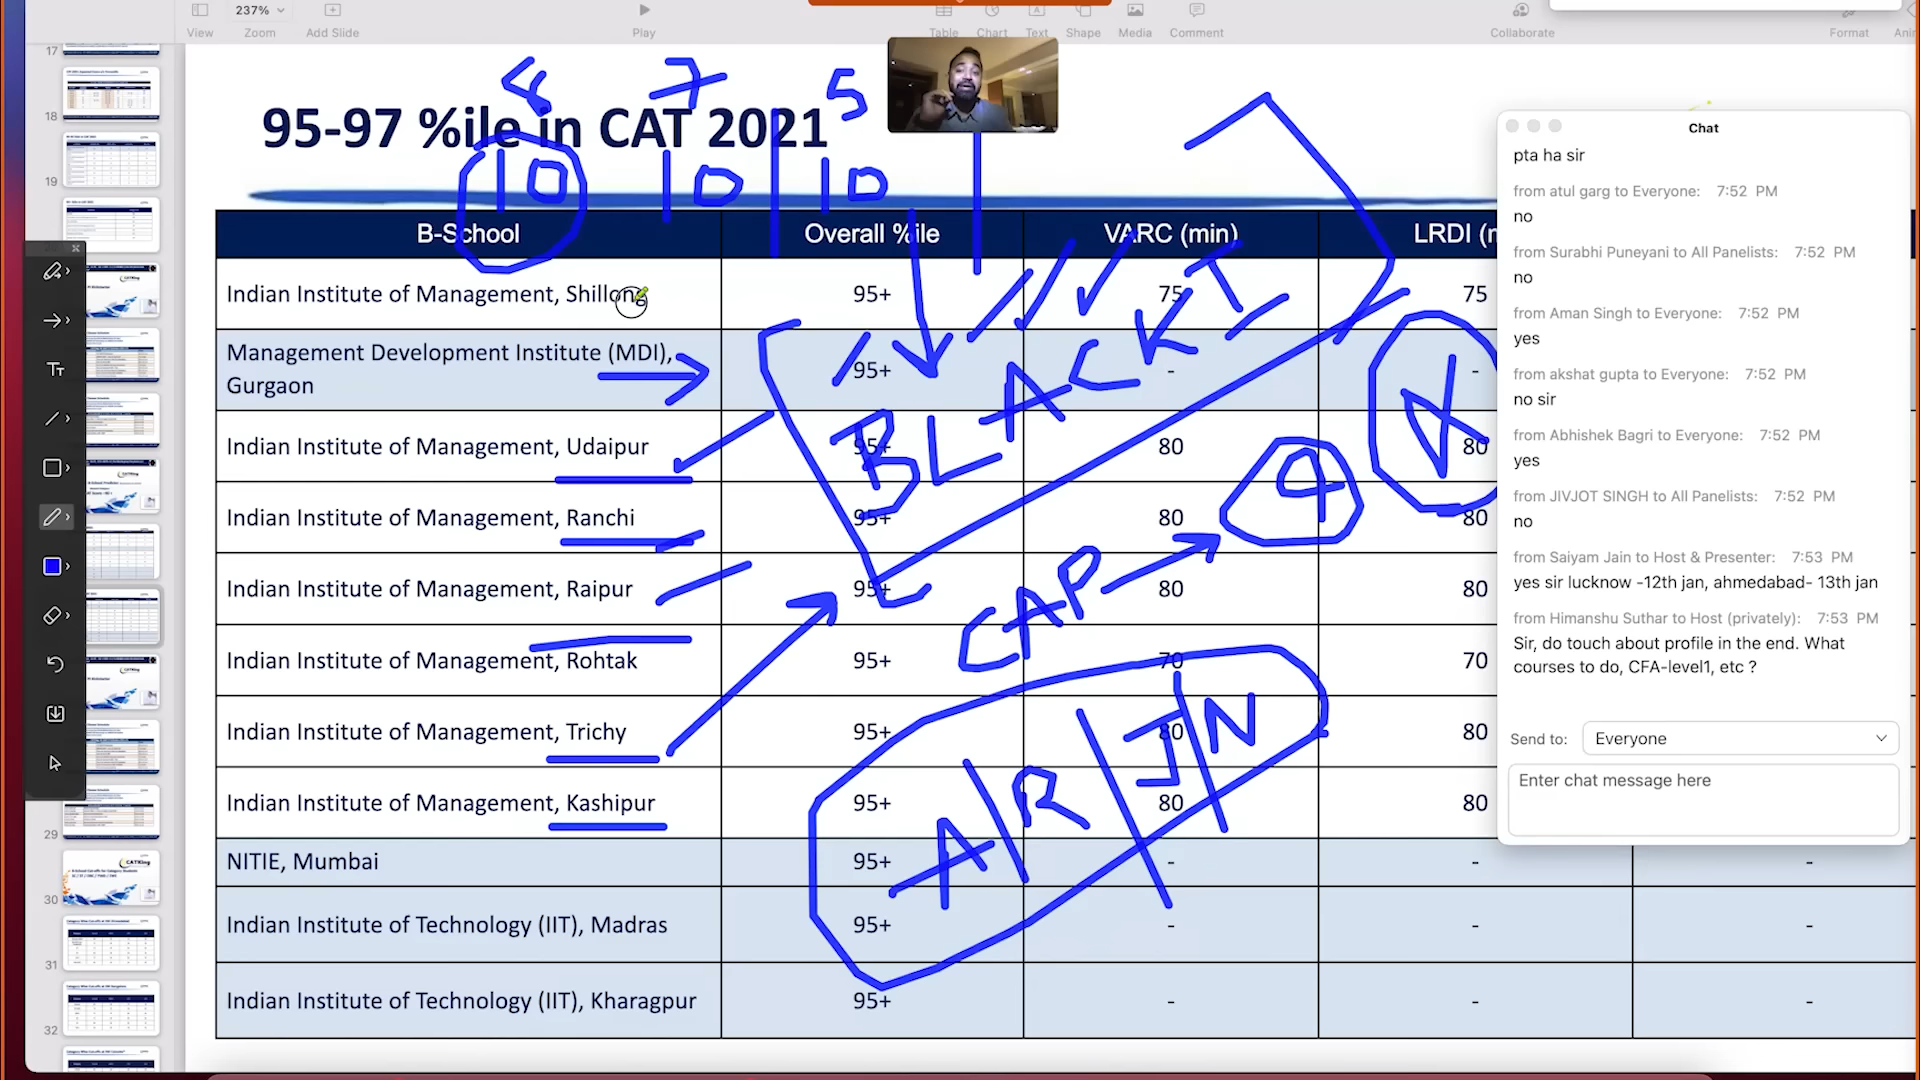 237%
View
Zoom
Add Slide
Play
Table
Chart
Text
Shape
Media
Comment
Collaborate
Format
17
18
19
29
30
31
32
8 7 5
95-97 %ile in CAT 2021
10 10 10
B-School Overall %ile VARC (min) LRDI (m
Indian Institute of Management, Shillong 95+ 75 75
Management Development Institute (MDI),
Gurgaon 95+ - -
Indian Institute of Management, Udaipur 95+ 80 80
Indian Institute of Management, Ranchi 95+ 80 80
Indian Institute of Management, Raipur 95+ 80 80
Indian Institute of Management, Rohtak 95+ 70 70
Indian Institute of Management, Trichy 95+ 80 80
Indian Institute of Management, Kashipur 95+ 80 80
NITIE, Mumbai 95+ - - -
Indian Institute of Technology (IIT), Madras 95+ - - -
Indian Institute of Technology (IIT), Kharagpur 95+ - - -
BLACKI
CAP
A R J N
Chat
pta ha sir
from atul garg to Everyone: 7:52 PM
no
from Surabhi Puneyani to All Panelists: 7:52 PM
no
from Aman Singh to Everyone: 7:52 PM
yes
from akshat gupta to Everyone: 7:52 PM
no sir
from Abhishek Bagri to Everyone: 7:52 PM
yes
from JIVJOT SINGH to All Panelists: 7:52 PM
no
from Saiyam Jain to Host & Presenter: 7:53 PM
yes sir lucknow -12th jan, ahmedabad- 13th jan
from Himanshu Suthar to Host (privately): 7:53 PM
Sir, do touch about profile in the end. What
courses to do, CFA-level1, etc ?
Send to: Everyone
Enter chat message here